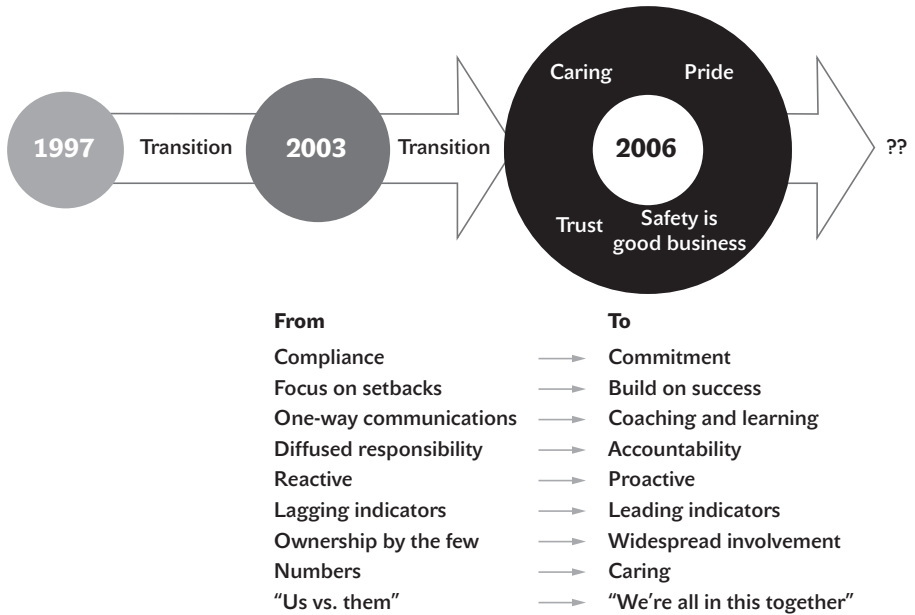 1997
Transition
2003
Transition
Caring
Pride
2006
Trust
Safety is
good business
??
From To
Compliance Commitment
Focus on setbacks Build on success
One-way communications Coaching and learning
Diffused responsibility Accountability
Reactive Proactive
Lagging indicators Leading indicators
Ownership by the few Widespread involvement
Numbers Caring
“Us vs. them” “We’re all in this together”